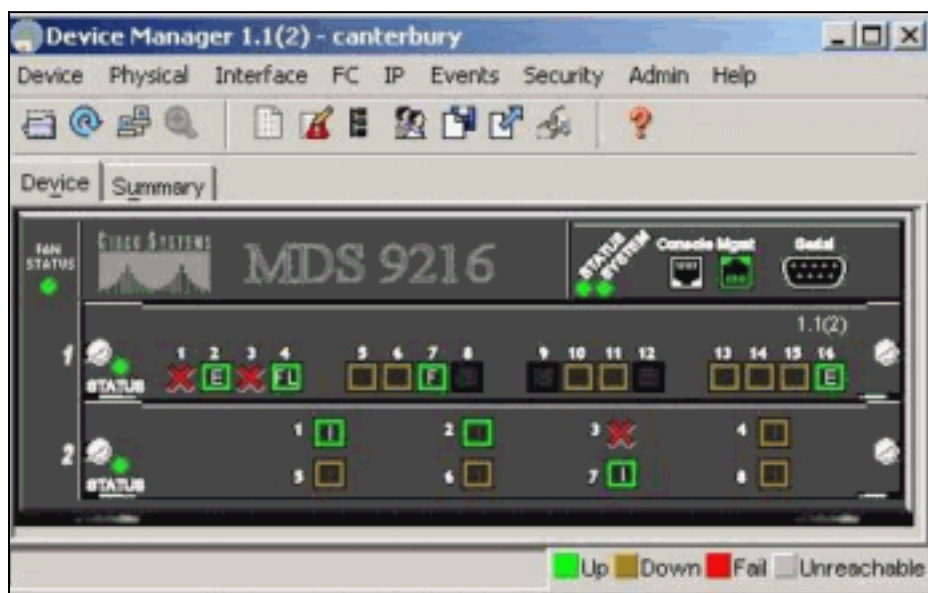 Device Manager 1.1(2) - canterbury
Device Physical Interface FC IP Events Security Admin Help
Device Summary
FAN STATUS
CISCO SYSTEMS
MDS 9216
STATUS
SYSTEM
Console Mgmt Serial
1.1(2)
1
STATUS
1 2 3 4 5 6 7 8 9 10 11 12 13 14 15 16
E FL F E
2
STATUS
1 2 3 4
I I
5 6 7 8
I
Up Down Fail Unreachable